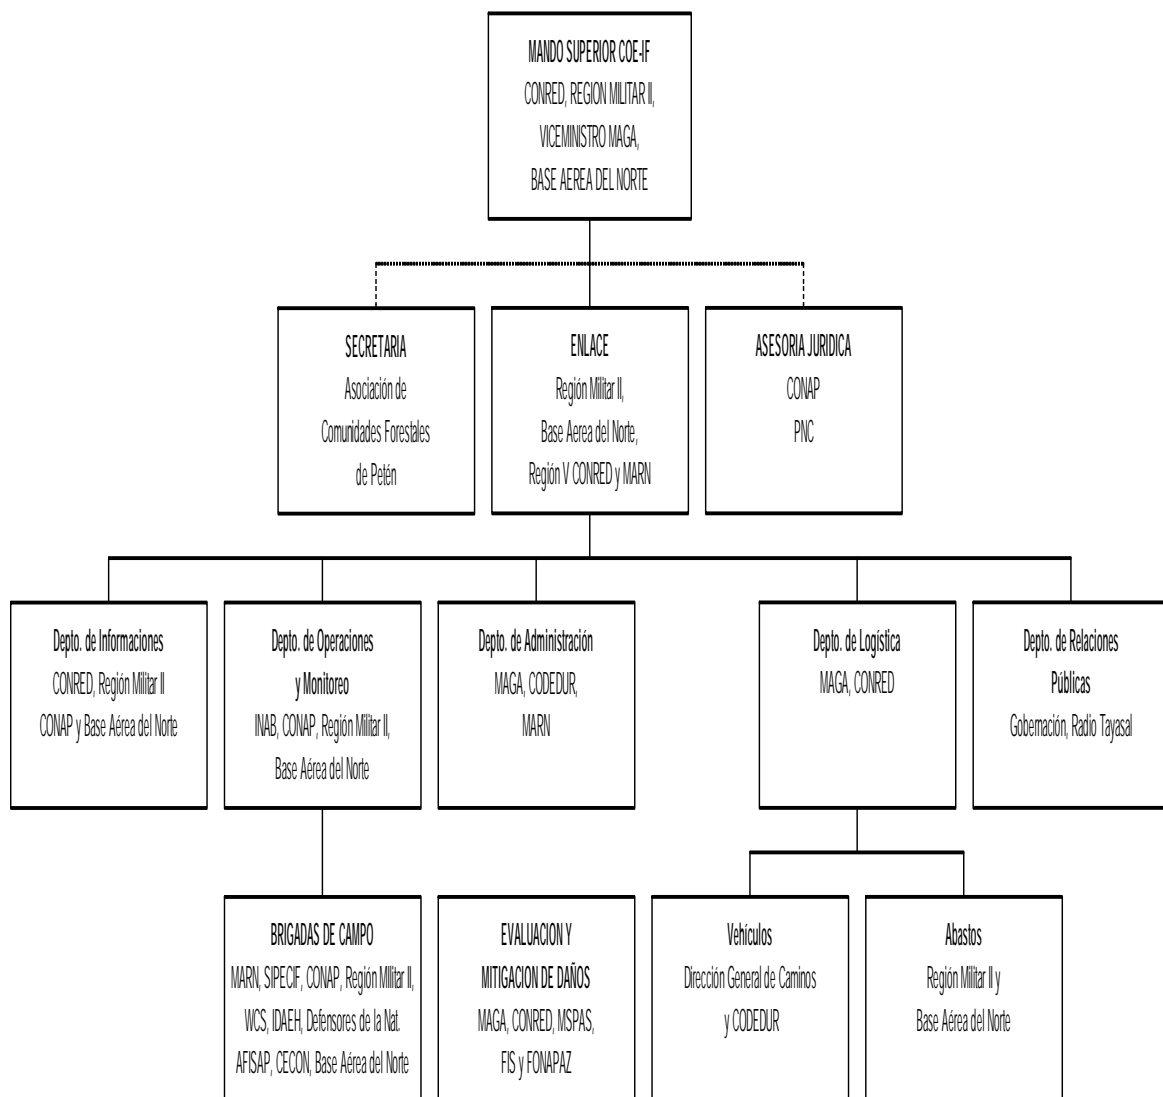 MANDO SUPERIOR COE-IF
CONRED, REGION MILITAR II,
VICEMINISTRO MAGA,
BASE AEREA DEL NORTE
SECRETARIA
Asociación de
Comunidades Forestales
de Petén
ENLACE
Región Militar II,
Base Aerea del Norte,
Región V CONRED y MARN
ASESORIA JURIDICA
CONAP
PNC
Depto. de Informaciones
CONRED, Región Militar II
CONAP y Base Aérea del Norte
Depto. de Operaciones
y Monitoreo
INAB, CONAP, Región Militar II,
Base Aérea del Norte
Depto. de Administración
MAGA, CODEDUR,
MARN
Depto. de Logística
MAGA, CONRED
Depto. de Relaciones
Públicas
Gobernación, Radio Tayasal
BRIGADAS DE CAMPO
MARN, SIPECIF, CONAP, Región MIlitar II,
WCS, IDAEH, Defensores de la Nat.
AFISAP, CECON, Base Aérea del Norte
EVALUACION Y
MITIGACION DE DAÑOS
MAGA, CONRED, MSPAS,
FIS y FONAPAZ
Vehículos
Dirección General de Caminos
y CODEDUR
Abastos
Región Militar II y
Base Aérea del Norte